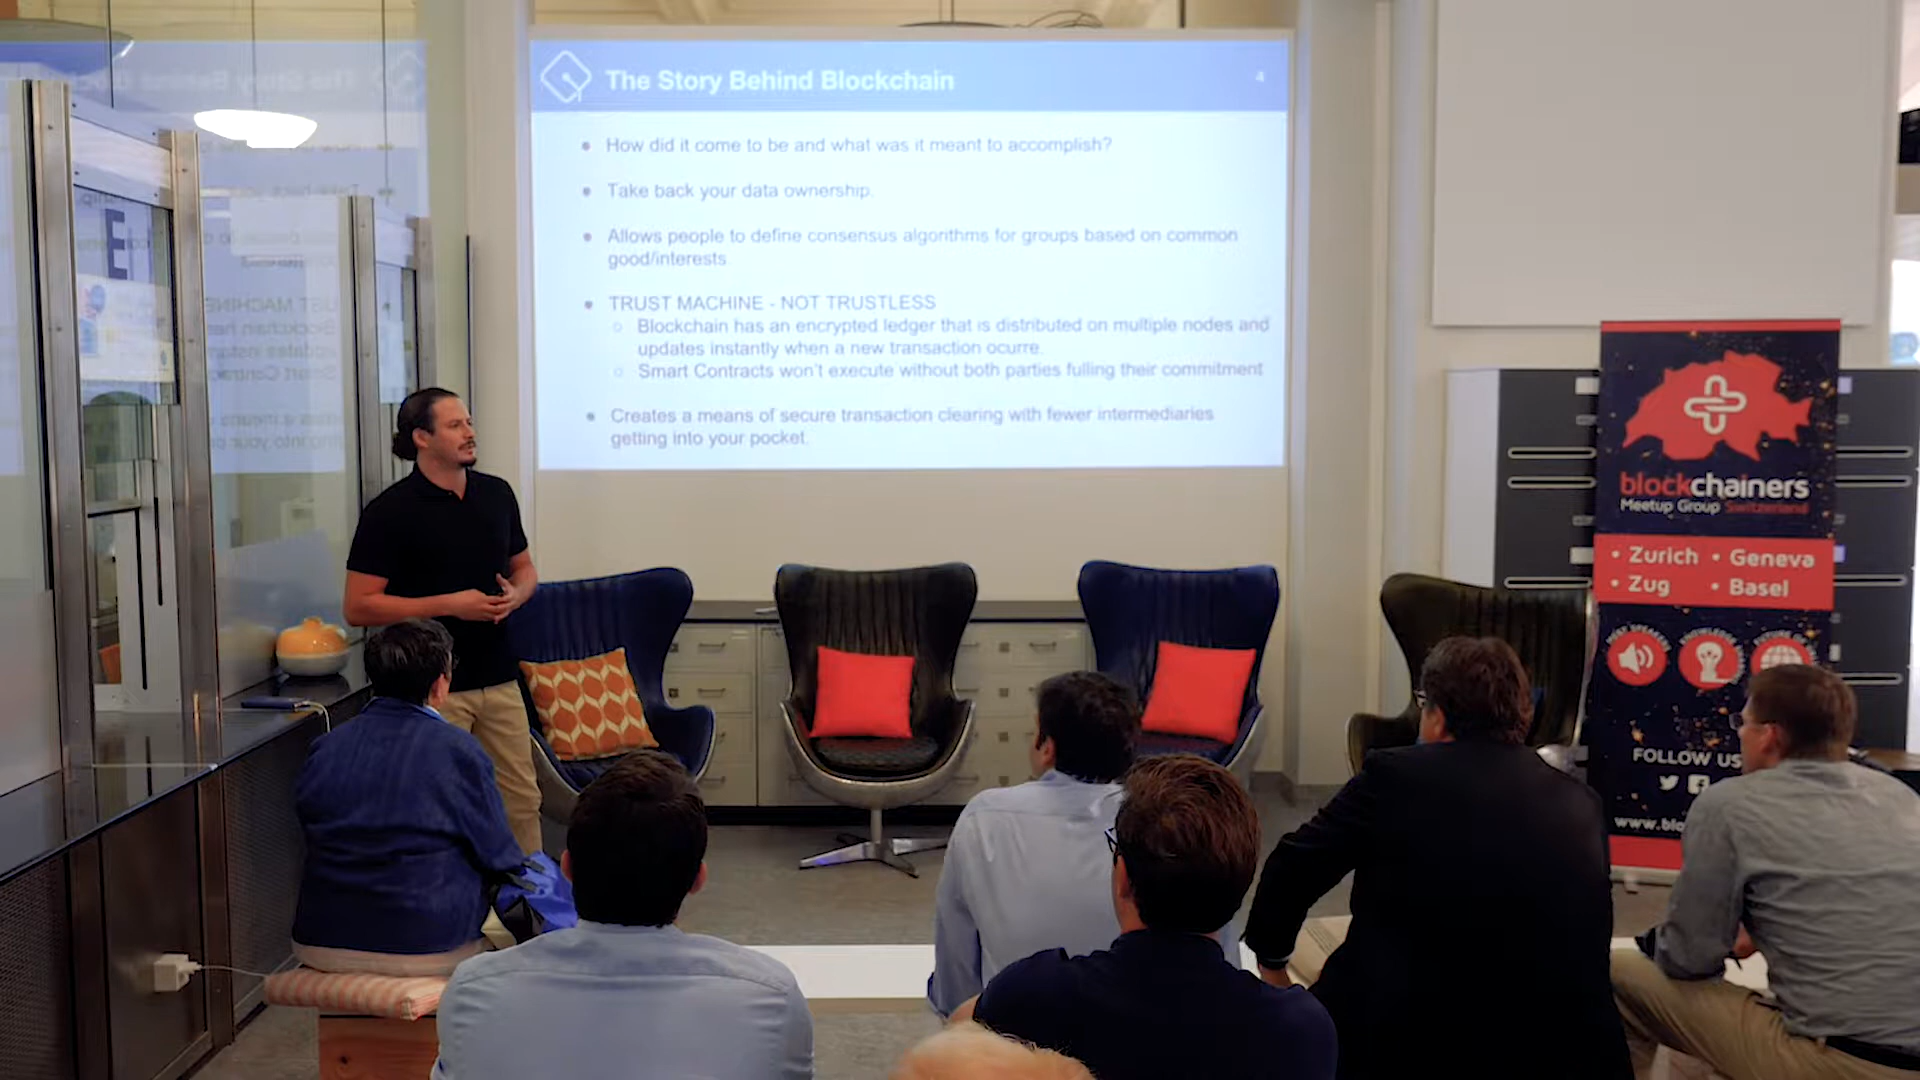 The Story Behind Blockchain
4
• How did it come to be and what was it meant to accomplish?
• Take back your data ownership.
• Allows people to define consensus algorithms for groups based on common
good/interests
• TRUST MACHINE - NOT TRUSTLESS
○ Blockchain has an encrypted ledger that is distributed on multiple nodes and
updates instantly when a new transaction ocurre.
○ Smart Contracts won't execute without both parties fulling their commitment
• Creates a means of secure transaction clearing with fewer intermediaries
getting into your pocket.
E
blockchainers
Meetup Group Switzerland
• Zurich • Geneva
• Zug • Basel
FOLLOW US